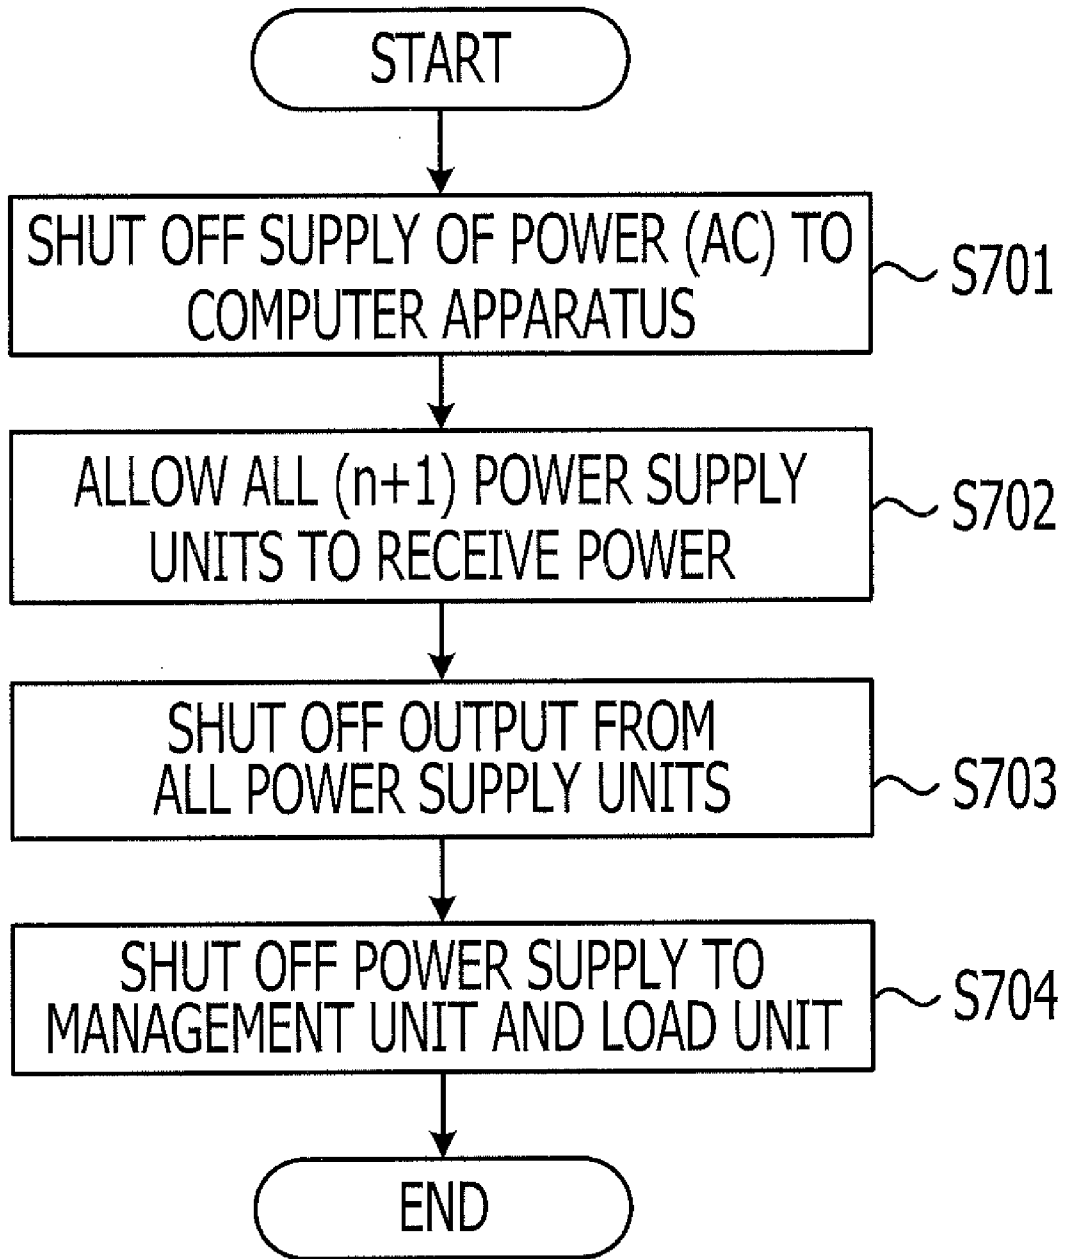 START
SHUT OFF SUPPLY OF POWER (AC) TO
COMPUTER APPARATUS
S701
ALLOW ALL (n+1) POWER SUPPLY
UNITS TO RECEIVE POWER
S702
SHUT OFF OUTPUT FROM
ALL POWER SUPPLY UNITS
S703
SHUT OFF POWER SUPPLY TO
MANAGEMENT UNIT AND LOAD UNIT
S704
END